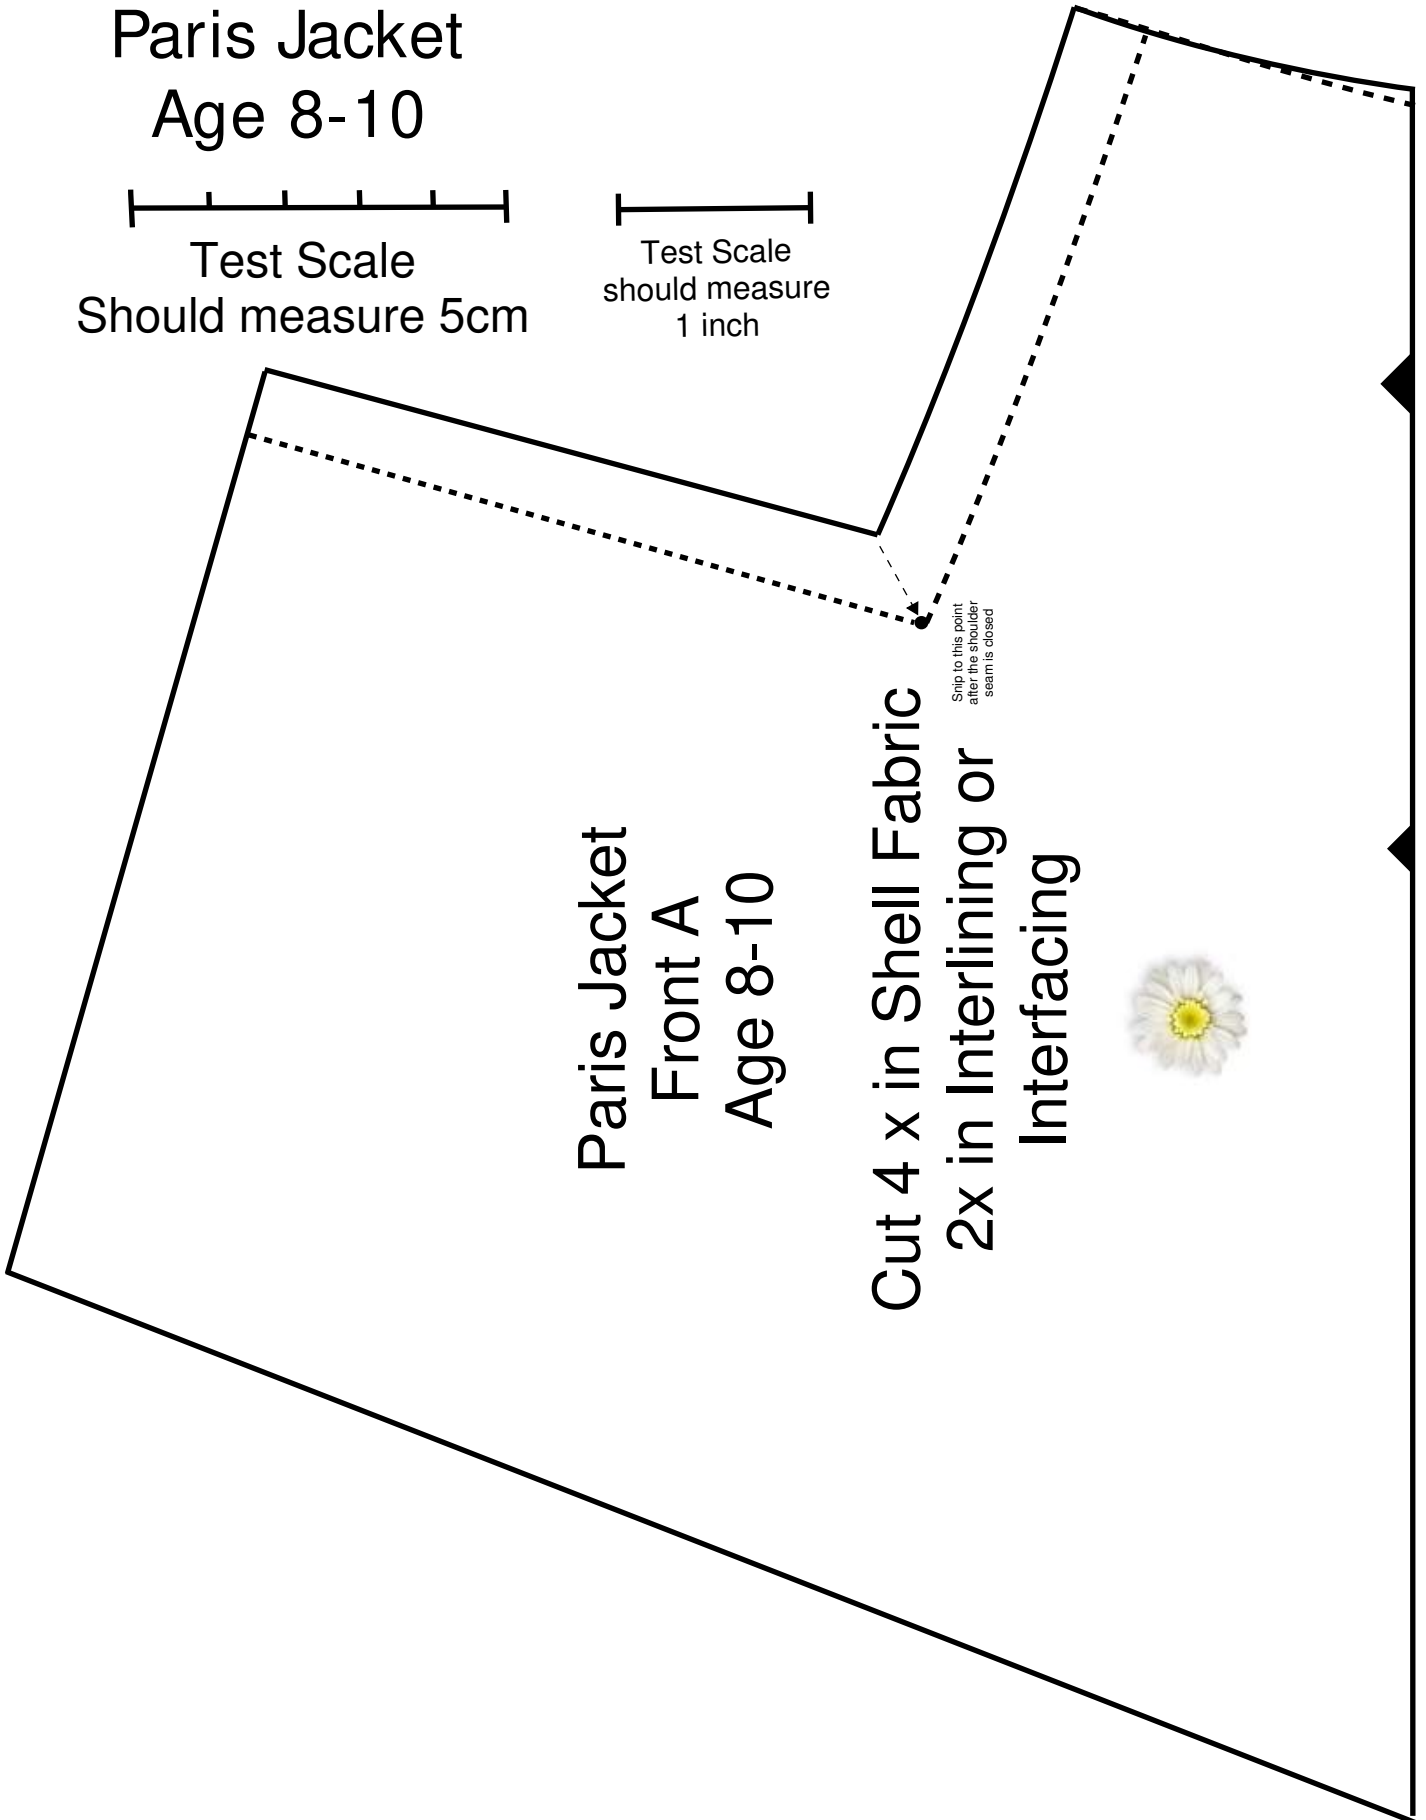 Paris Jacket
Age 8-10
Test Scale
Should measure 5cm
Test Scale
should measure
1 inch
Snip to this point
after the shoulder
seam is closed
Paris Jacket
Front A
Age 8-10
Cut 4 x in Shell Fabric
2x in Interlining or
Interfacing